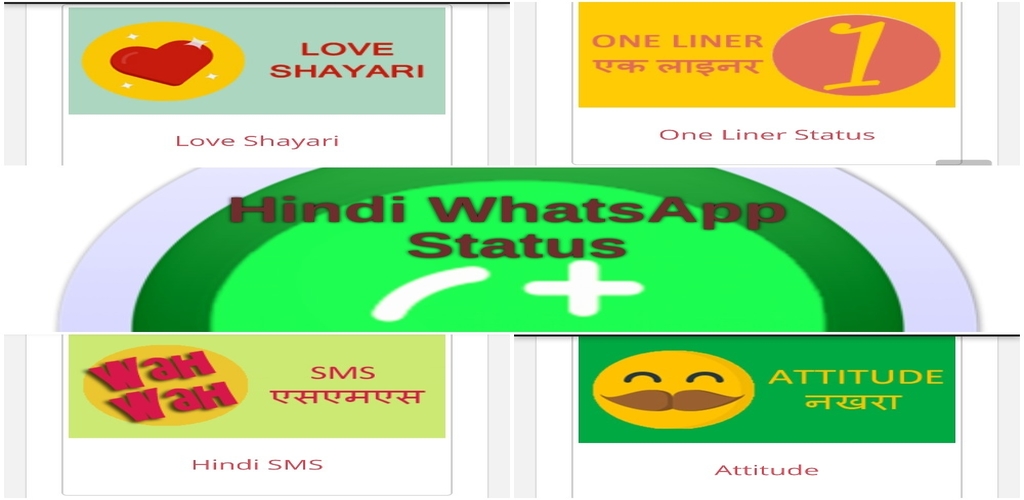 LOVE
SHAYARI
Love Shayari
ONE LINER
एक लाइनर
1
One Liner Status
Hindi WhatsApp
Status
WaH
WaH
SMS
एसएमएस
Hindi SMS
ATTITUDE
नखरा
Attitude